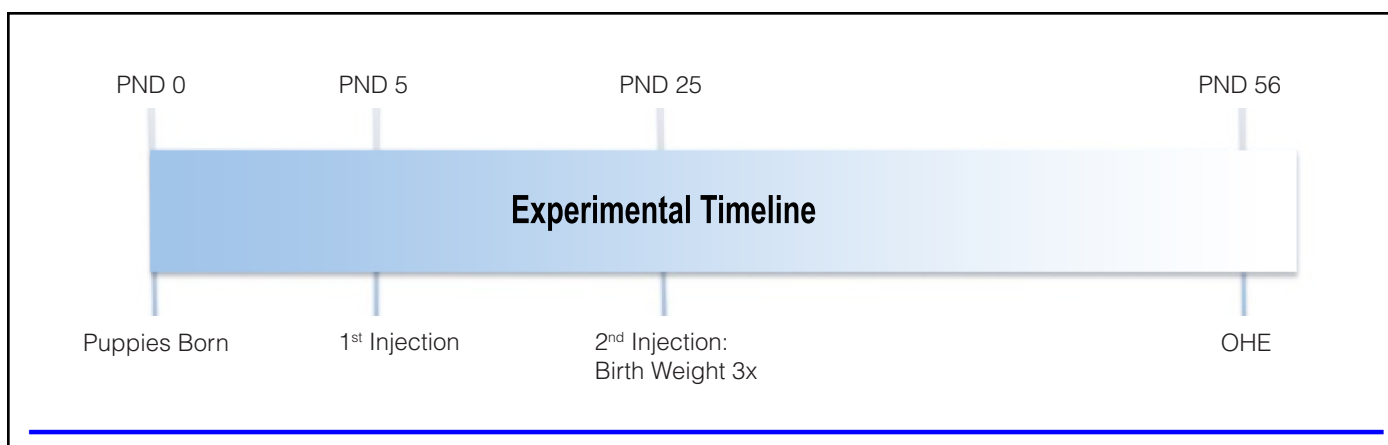 PND 0 PND 5 PND 25 PND 56
Experimental Timeline
Puppies Born 1st Injection 2nd Injection: OHE
Birth Weight 3x